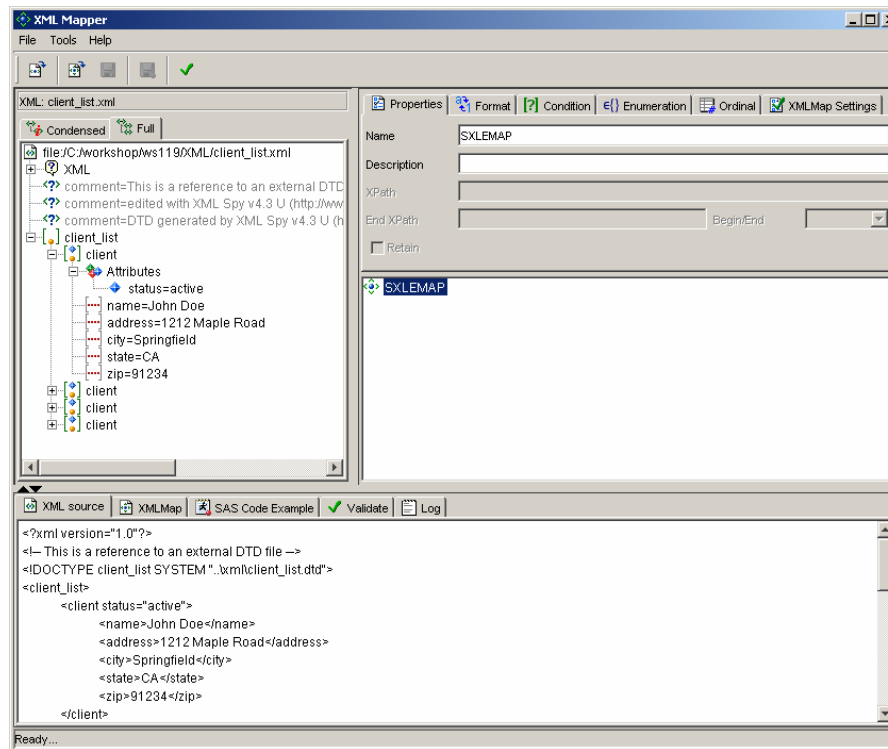 XML Mapper
File Tools Help
XML: client_list.xml
Condensed Full
file:/C:/workshop/ws119/XML/client_list.xml
XML
comment=This is a reference to an external DTD
comment=edited with XML Spy v4.3 U (http://ww
comment=DTD generated by XML Spy v4.3 U (h
client_list
client
Attributes
status=active
name=John Doe
address=1212 Maple Road
city=Springfield
state=CA
zip=91234
client
client
client
Properties Format [?] Condition ε{} Enumeration Ordinal XMLMap Settings
Name SXLEMAP
Description
XPath
End XPath Begin/End
Retain
SXLEMAP
XML source XMLMap SAS Code Example Validate Log
<?xml version="1.0"?>
<!-- This is a reference to an external DTD file -->
<!DOCTYPE client_list SYSTEM "..\xml\client_list.dtd">
<client_list>
<client status="active">
<name>John Doe</name>
<address>1212 Maple Road</address>
<city>Springfield</city>
<state>CA</state>
<zip>91234</zip>
</client>
Ready...